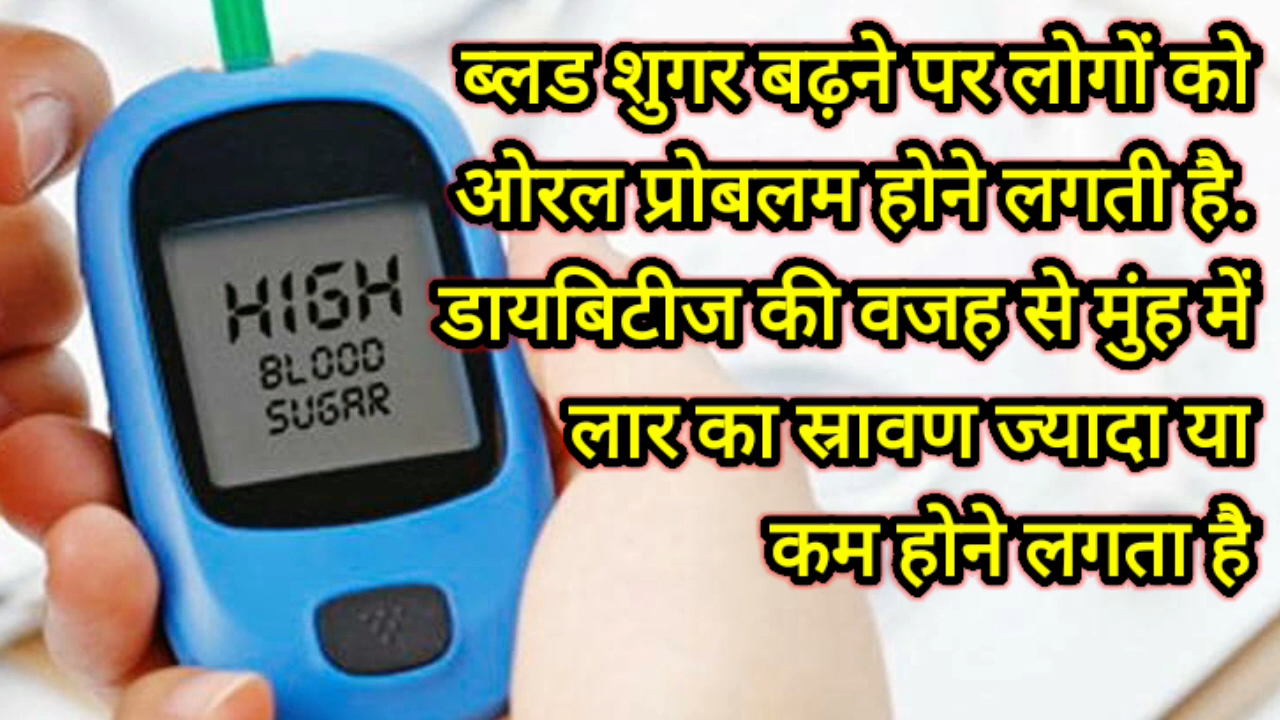 ब्लड शुगर बढ़ने पर लोगों को
ओरल प्रोबलम होने लगती है.
डायबिटीज की वजह से मुंह में
लार का स्रावण ज्यादा या
कम होने लगता है
HIGH
BLOOD
SUGAR